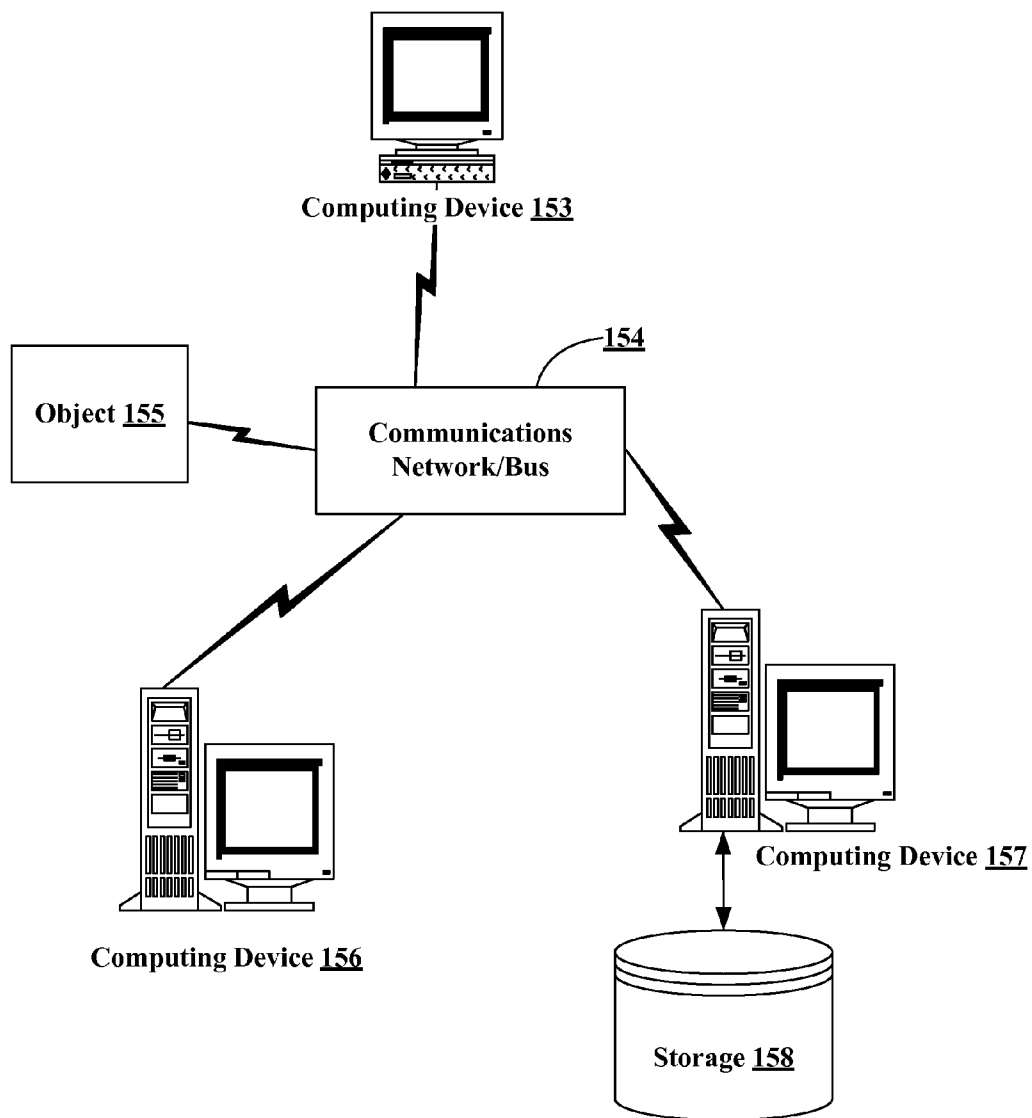 Computing Device 153
154
Object 155
Communications
Network/Bus
Computing Device 157
Computing Device 156
Storage 158